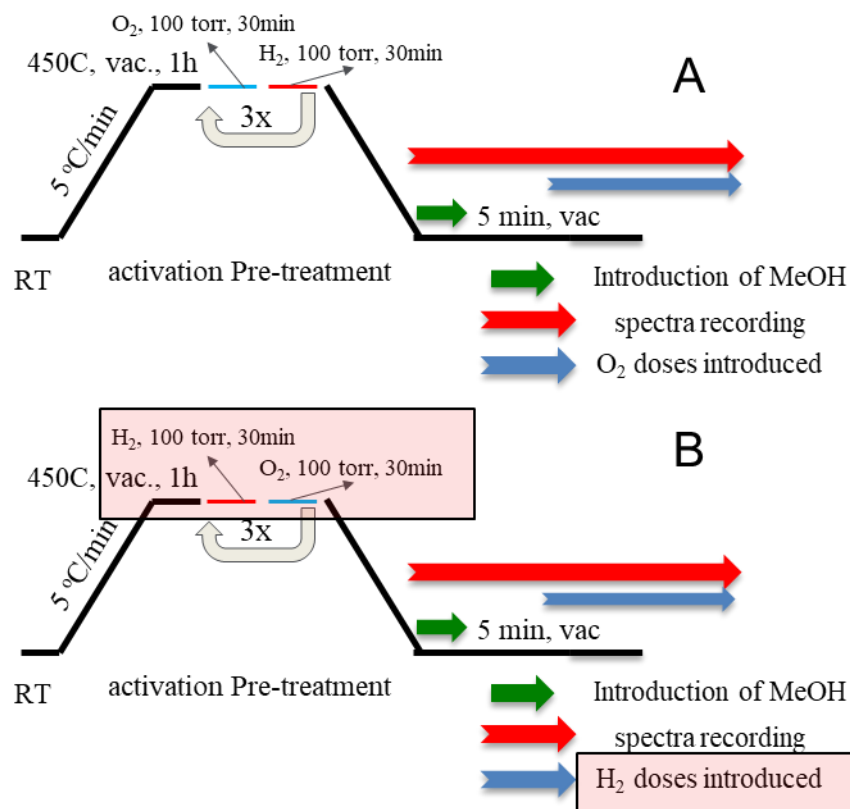 O₂, 100 torr, 30min
H₂, 100 torr, 30min
A
450C, vac., 1h
3x
5 °C/min
5 min, vac
RT
activation Pre-treatment
Introduction of MeOH
spectra recording
O₂ doses introduced
B
H₂, 100 torr, 30min
O₂, 100 torr, 30min
450C, vac., 1h
3x
5 °C/min
5 min, vac
RT
activation Pre-treatment
Introduction of MeOH
spectra recording
H₂ doses introduced